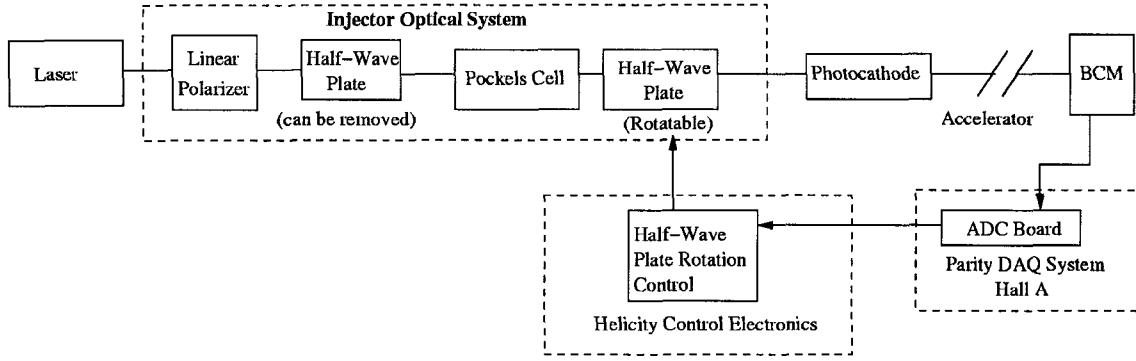 Injector Optical System
Laser
Linear
Polarizer
Half-Wave
Plate
(can be removed)
Pockels Cell
Half-Wave
Plate
(Rotatable)
Photocathode
Accelerator
BCM
Half-Wave
Plate Rotation
Control
Helicity Control Electronics
ADC Board
Parity DAQ System
Hall A